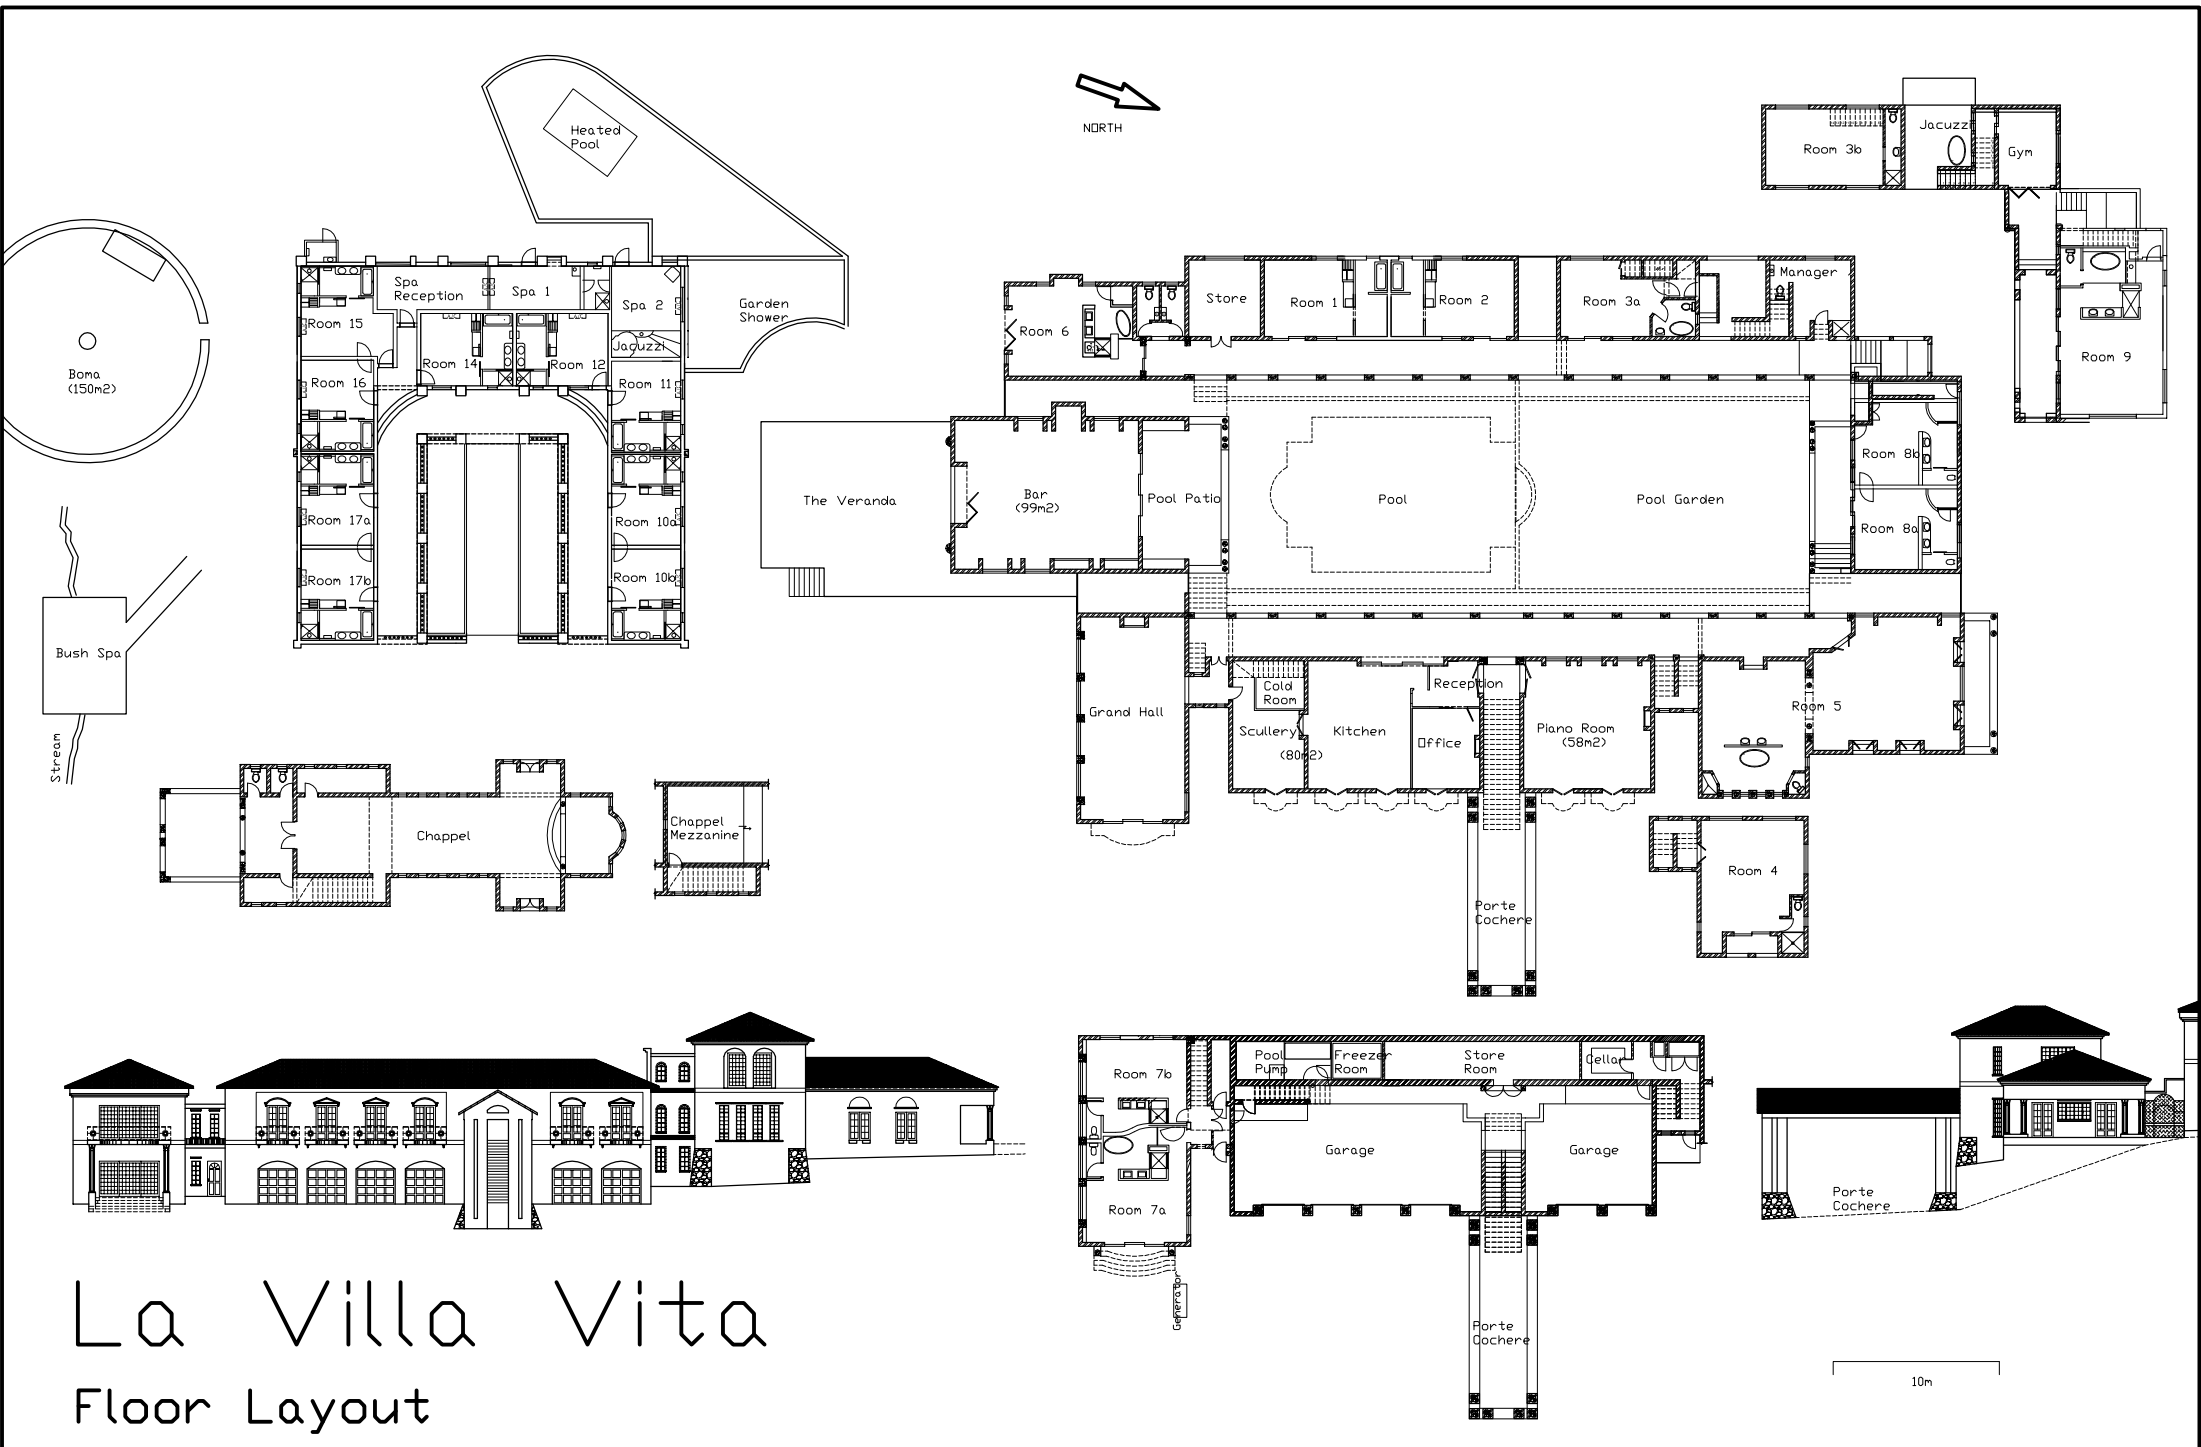 Heated
Pool
NORTH
Room 3b
Jacuzzi
Gym
Room 9
Boma
(150m2)
Spa
Reception
Spa 1
Spa 2
Garden
Shower
Room 15
Room 14
Room 12
Jacuzzi
Room 16
Room 11
Room 17a
Room 10a
Room 17b
Room 10b
Store
Room 1
Room 2
Room 3a
Manager
Room 6
The Veranda
Bar
(99m2)
Pool Patio
Pool
Pool Garden
Room 8b
Room 8a
Bush Spa
Stream
Grand Hall
Cold
Room
Scullery
(80m2)
Kitchen
Reception
Office
Piano Room
(58m2)
Room 5
Chappel
Chappel
Mezzanine
Porte
Cochere
Room 4
Room 7b
Room 7a
Pool
Pump
Freezer
Room
Store
Room
Cellar
Garage
Garage
Generator
Porte
Cochere
Porte
Cochere
La Villa Vita
Floor Layout
10m